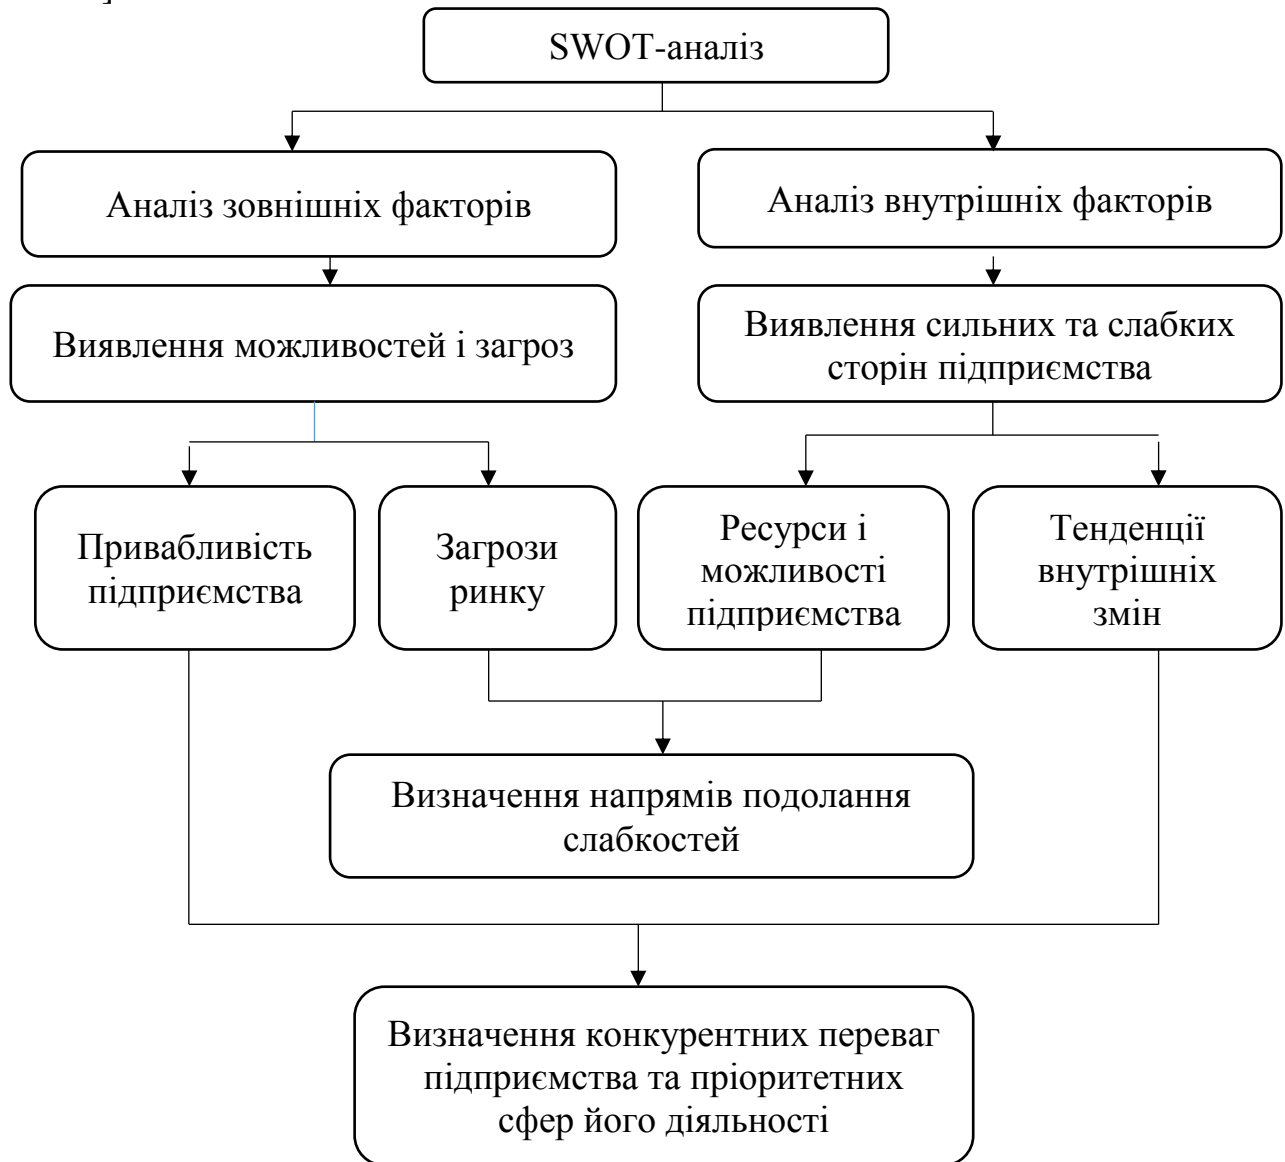 ]
SWOT-аналіз
Аналіз зовнішніх факторів
Аналіз внутрішніх факторів
Виявлення можливостей і загроз
Виявлення сильних та слабких
сторін підприємства
Привабливість
підприємства
Загрози
ринку
Ресурси і
можливості
підприємства
Тенденції
внутрішніх
змін
Визначення напрямів подолання
слабкостей
Визначення конкурентних переваг
підприємства та пріоритетних
сфер його діяльності